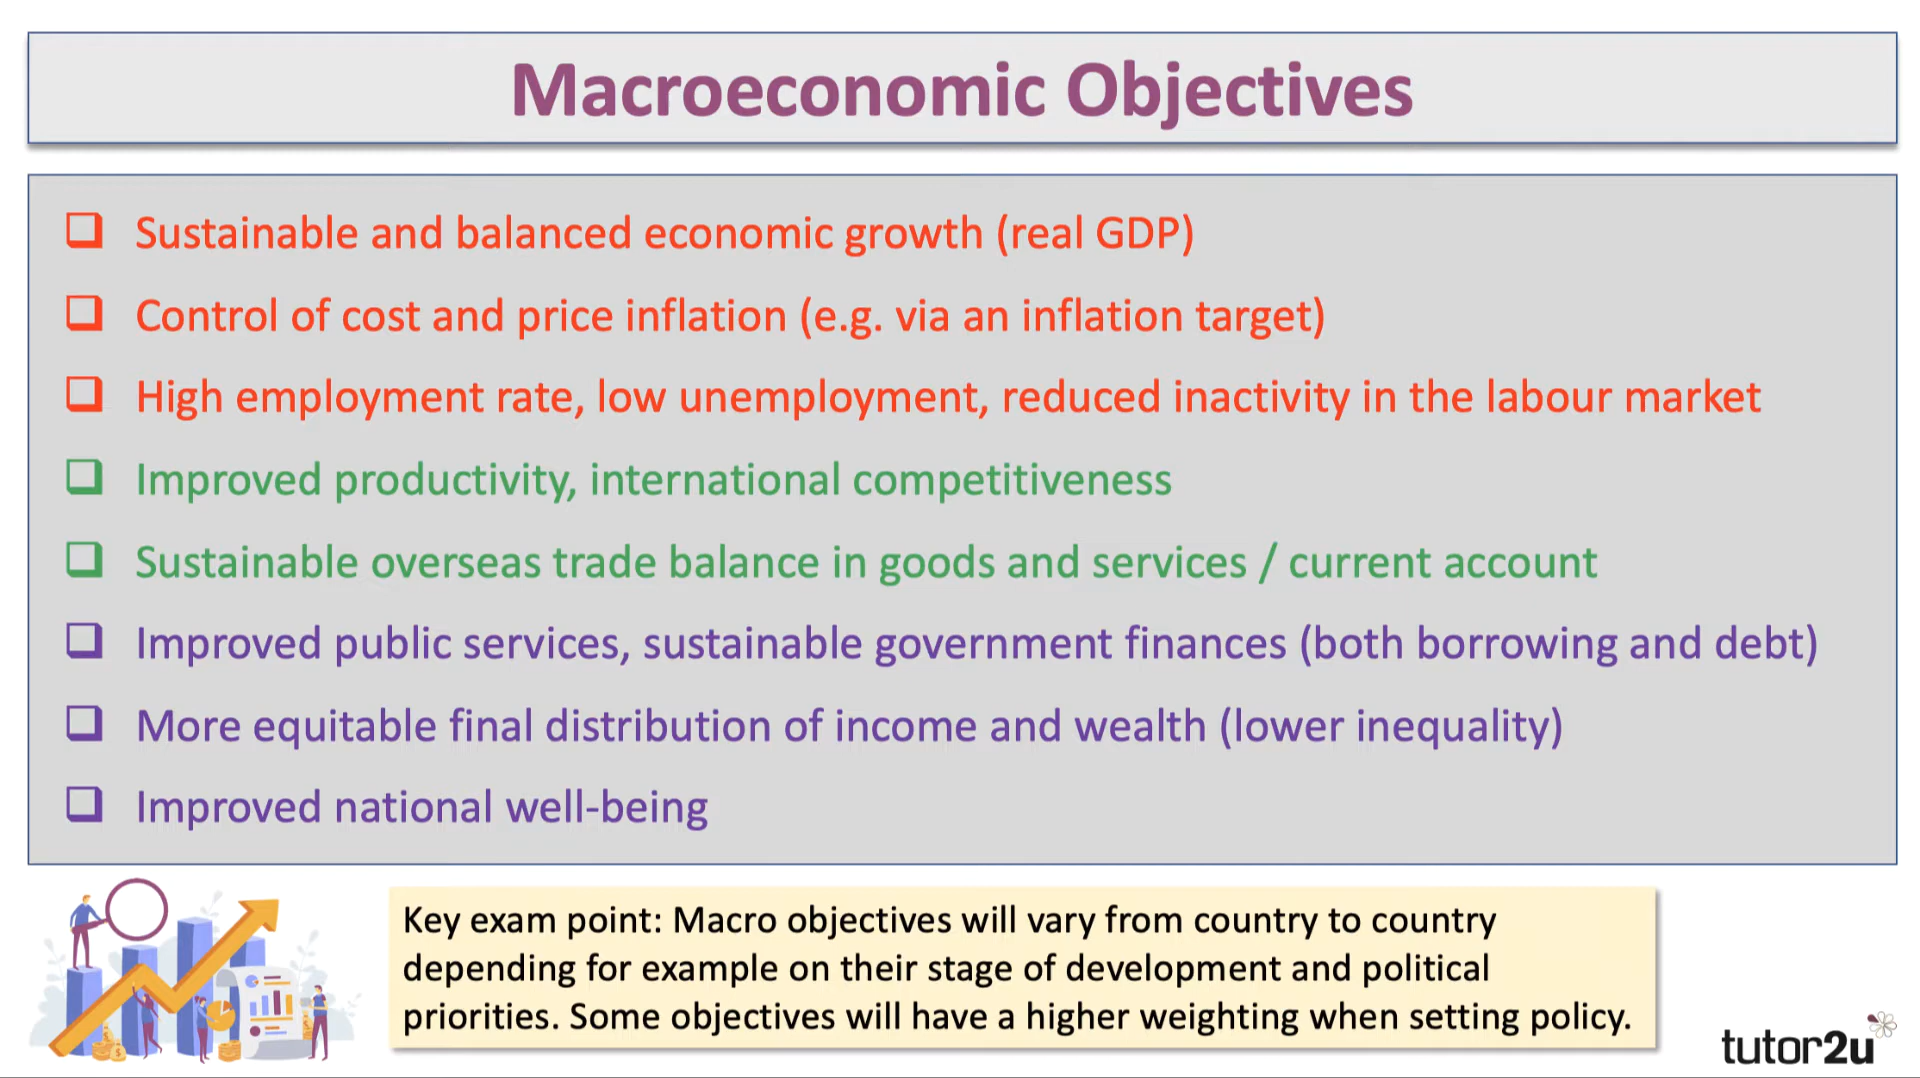 Macroeconomic Objectives
Sustainable and balanced economic growth (real GDP)
Control of cost and price inflation (e.g. via an inflation target)
High employment rate, low unemployment, reduced inactivity in the labour market
Improved productivity, international competitiveness
Sustainable overseas trade balance in goods and services / current account
Improved public services, sustainable government finances (both borrowing and debt)
More equitable final distribution of income and wealth (lower inequality)
Improved national well-being
Key exam point: Macro objectives will vary from country to country
depending for example on their stage of development and political
priorities. Some objectives will have a higher weighting when setting policy.
tutor2u